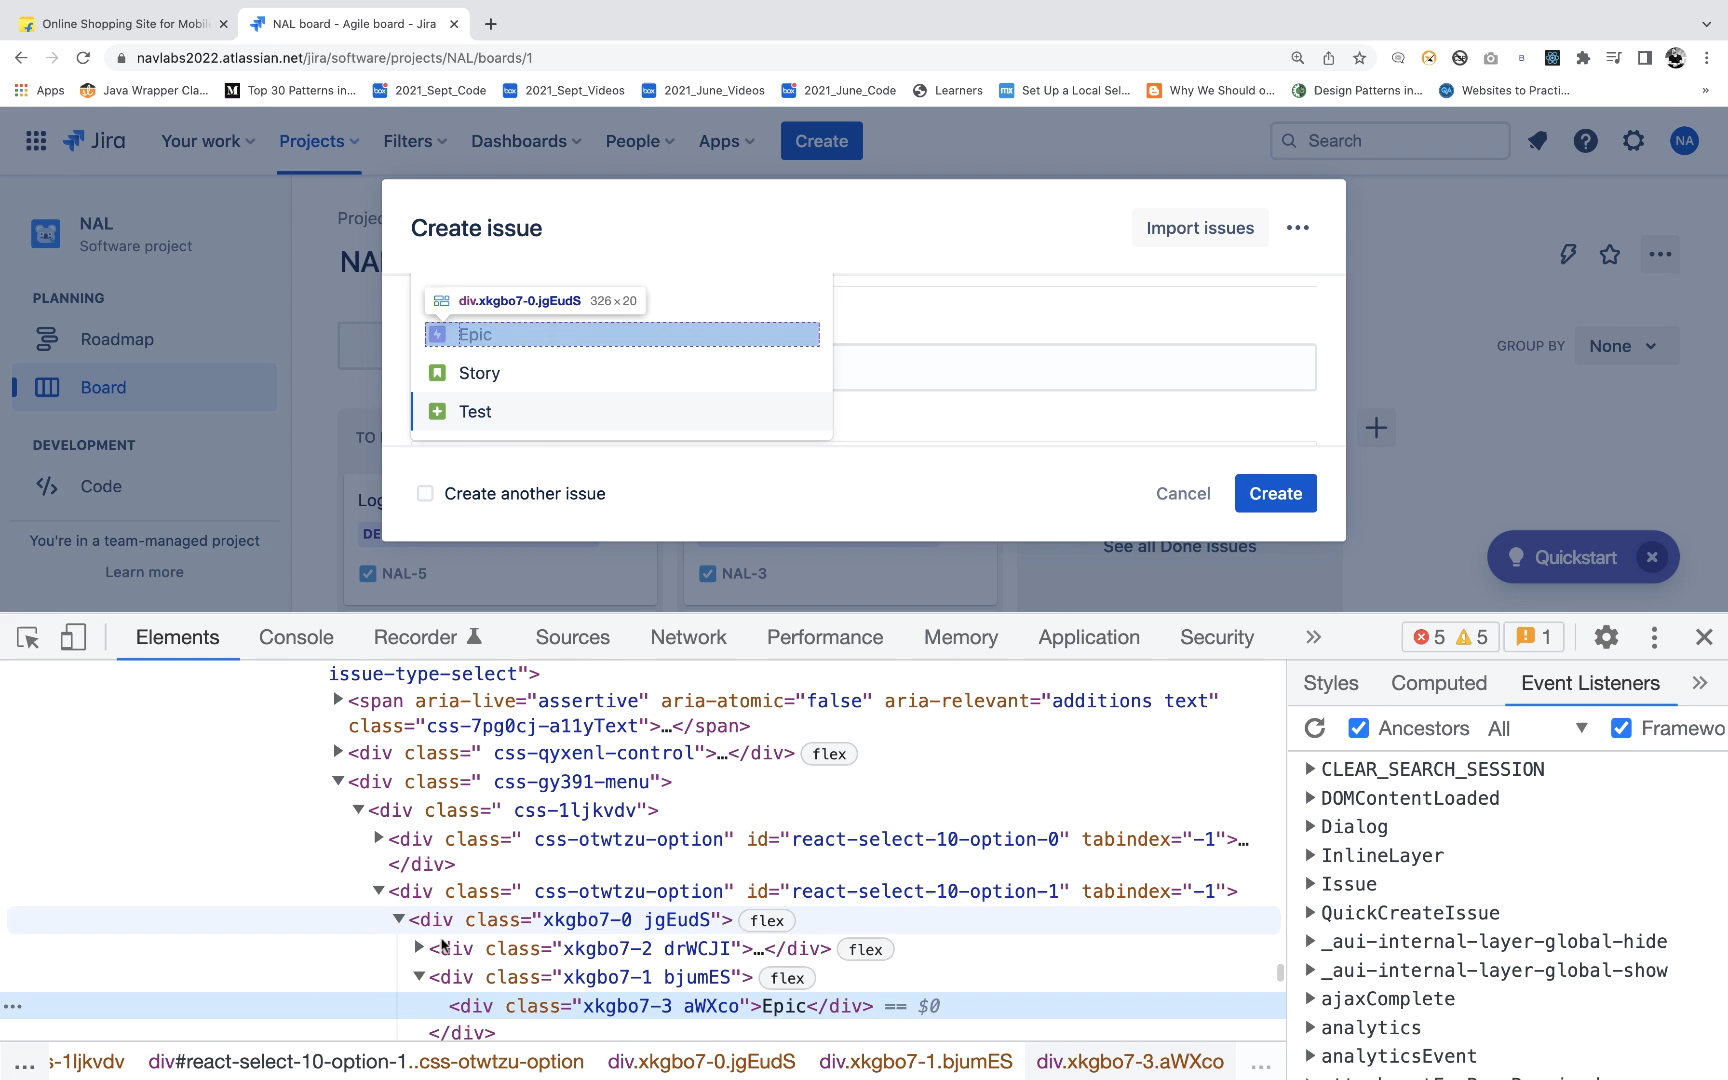 Online Shopping Site for Mobil
NAL board - Agile board - Jira
navlabs2022.atlassian.net/jira/software/projects/NAL/boards/1
Apps
Java Wrapper Cla...
Top 30 Patterns in...
2021_Sept_Code
2021_Sept_Videos
2021_June_Videos
2021_June_Code
Learners
Set Up a Local Sel...
Why We Should o...
Design Patterns in...
Websites to Practi...
»
Jira
Your work
Projects
Filters
Dashboards
People
Apps
Create
Search
NA
NAL
Software project
PLANNING
Roadmap
Board
DEVELOPMENT
Code
You're in a team-managed project
Learn more
Projec
NAL
GROUP BY
None
TO
Log
DE
NAL-5
NAL-3
See all Done issues
Quickstart
Create issue
Import issues
div.xkgbo7-0.jgEudS 326×20
Epic
Story
Test
Create another issue
Cancel
Create
Elements
Console
Recorder
Sources
Network
Performance
Memory
Application
Security
»
5
5
1
issue-type-select">
<span aria-live="assertive" aria-atomic="false" aria-relevant="additions text"
class="css-7pg0cj-a11yText">…</span>
<div class=" css-qyxenl-control">…</div> flex
<div class=" css-gy391-menu">
<div class=" css-1ljkvdv">
<div class=" css-otwtzu-option" id="react-select-10-option-0" tabindex="-1">…
</div>
<div class=" css-otwtzu-option" id="react-select-10-option-1" tabindex="-1">
<div class="xkgbo7-0 jgEudS"> flex
<div class="xkgbo7-2 drWCJI">…</div> flex
<div class="xkgbo7-1 bjumES"> flex
<div class="xkgbo7-3 aWXco">Epic</div> == $0
</div>
... s-1ljkvdv div#react-select-10-option-1..css-otwtzu-option div.xkgbo7-0.jgEudS div.xkgbo7-1.bjumES div.xkgbo7-3.aWXco ...
Styles
Computed
Event Listeners
»
Ancestors
All
Framewo
CLEAR_SEARCH_SESSION
DOMContentLoaded
Dialog
InlineLayer
Issue
QuickCreateIssue
_aui-internal-layer-global-hide
_aui-internal-layer-global-show
ajaxComplete
analytics
analyticsEvent